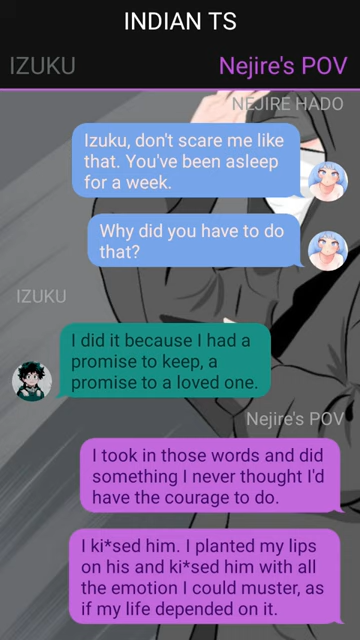 INDIAN TS
IZUKU
Nejire's POV
NEJIRE HADO
Izuku, don't scare me like
that. You've been asleep
for a week.
Why did you have to do
that?
IZUKU
I did it because I had a
promise to keep, a
promise to a loved one.
Nejire's POV
I took in those words and did
something I never thought I'd
have the courage to do.
I ki*sed him. I planted my lips
on his and ki*sed him with all
the emotion I could muster, as
if my life depended on it.